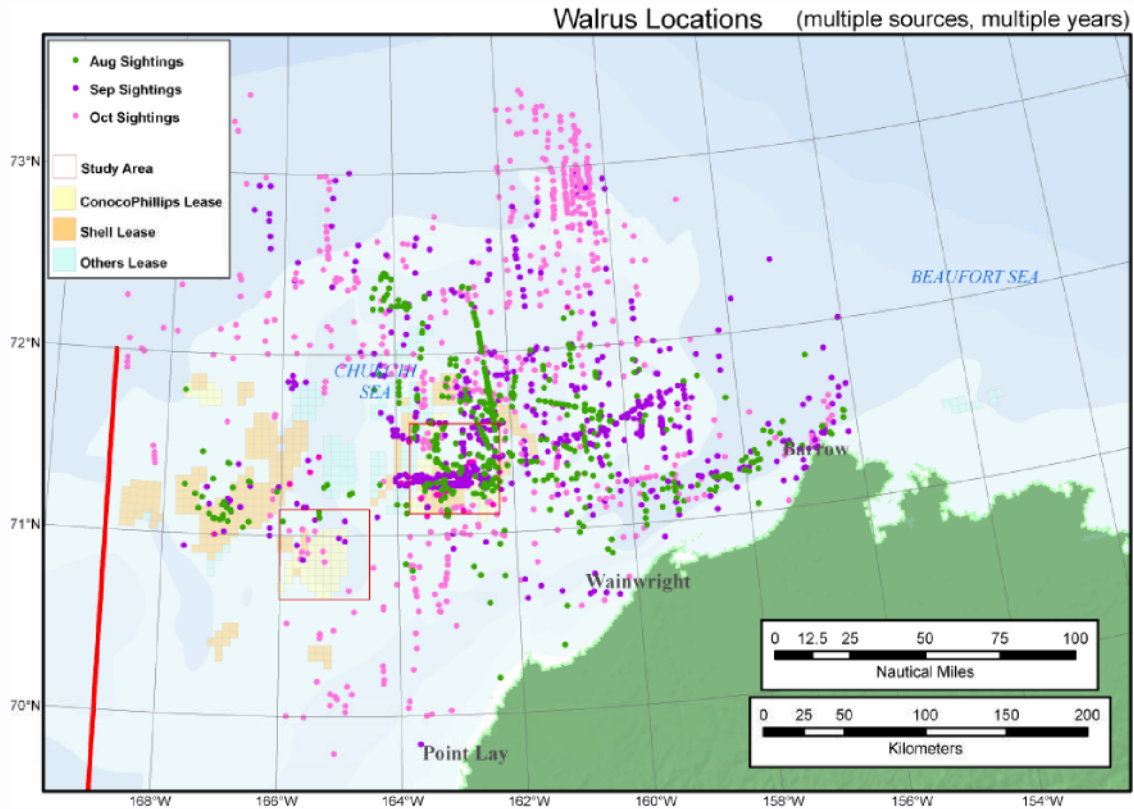 Walrus Locations (multiple sources, multiple years)
Aug Sightings
Sep Sightings
Oct Sightings
Study Area
ConocoPhillips Lease
Shell Lease
Others Lease
73°N
72°N
71°N
70°N
BEAUFORT SEA
CHUKCHI
SEA
Barrow
Wainwright
Point Lay
0 12.5 25 50 75 100
Nautical Miles
0 25 50 100 150 200
Kilometers
168°W 166°W 164°W 162°W 160°W 158°W 156°W 154°W